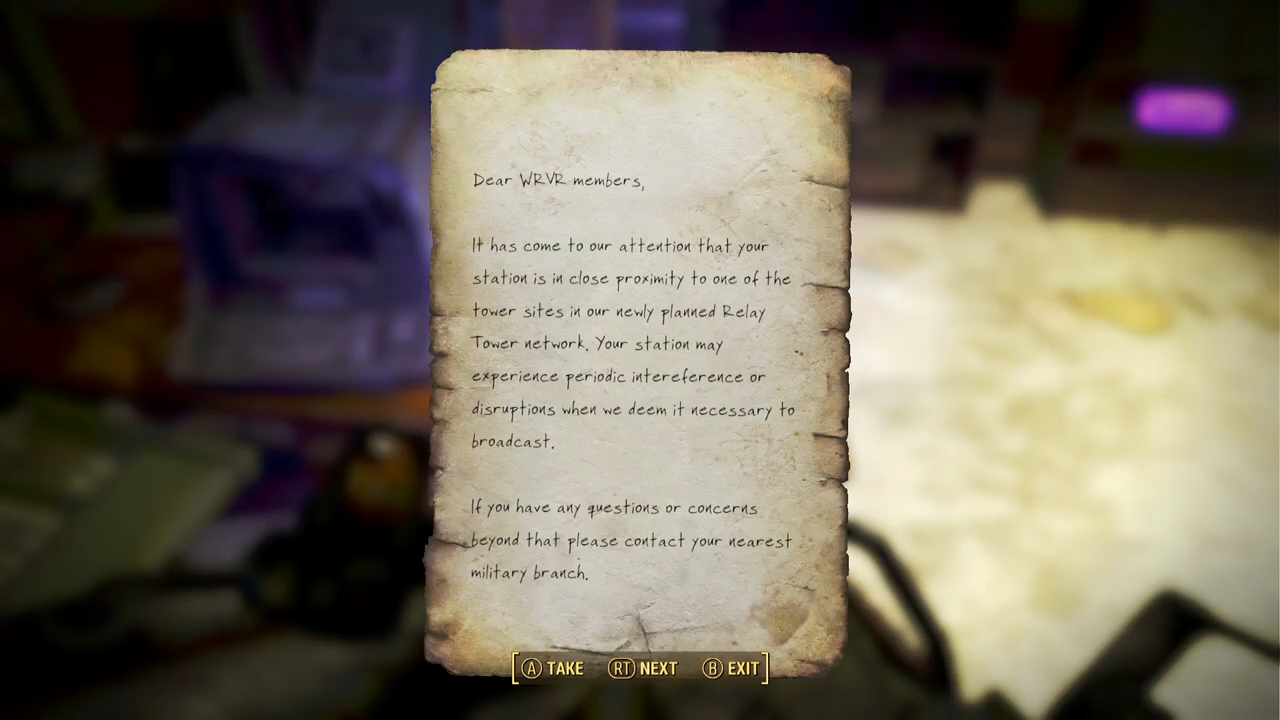 Dear WRVR members,
It has come to our attention that your
station is in close proximity to one of the
tower sites in our newly planned Relay
Tower network. Your station may
experience periodic intereference or
disruptions when we deem it necessary to
broadcast.
If you have any questions or concerns
beyond that please contact your nearest
military branch.
[A TAKE RT NEXT B EXIT]